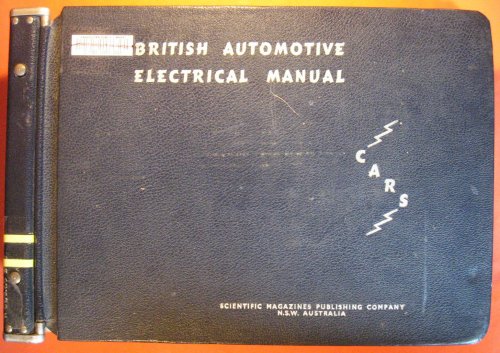 BRITISH AUTOMOTIVE
ELECTRICAL MANUAL
CARS
SCIENTIFIC MAGAZINES PUBLISHING COMPANY
N.S.W. AUSTRALIA